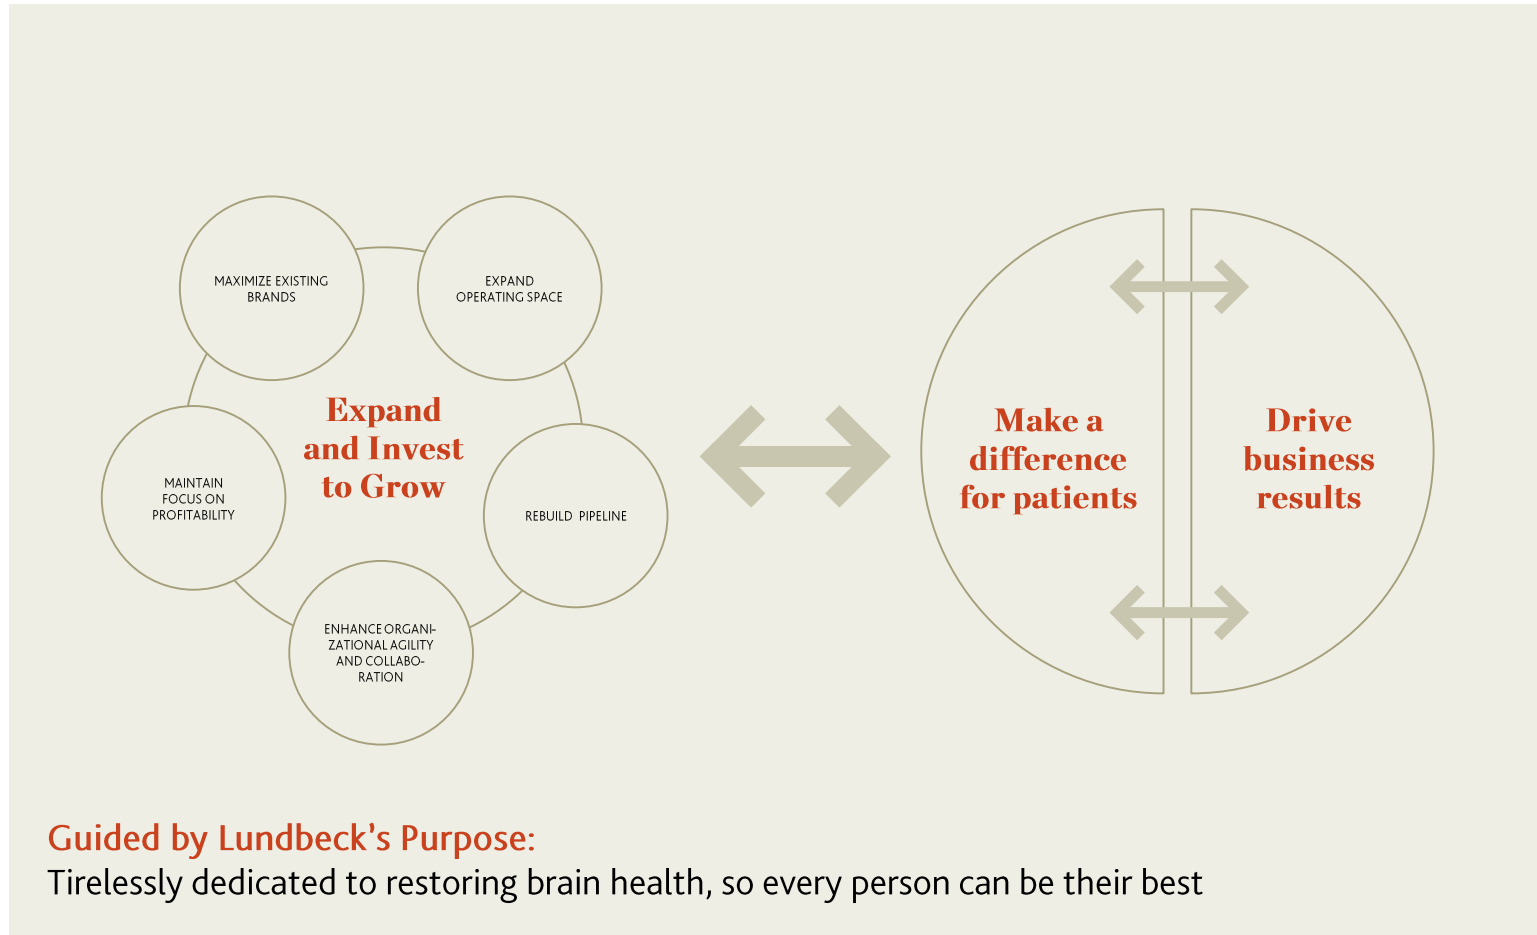 MAXIMIZE EXISTING
BRANDS
EXPAND
OPERATING SPACE
Expand
and Invest
to Grow
MAINTAIN
FOCUS ON
PROFITABILITY
REBUILD PIPELINE
ENHANCE ORGANI-
ZATIONAL AGILITY
AND COLLABO-
RATION
Make a
difference
for patients
Drive
business
results
Guided by Lundbeck’s Purpose:
Tirelessly dedicated to restoring brain health, so every person can be their best